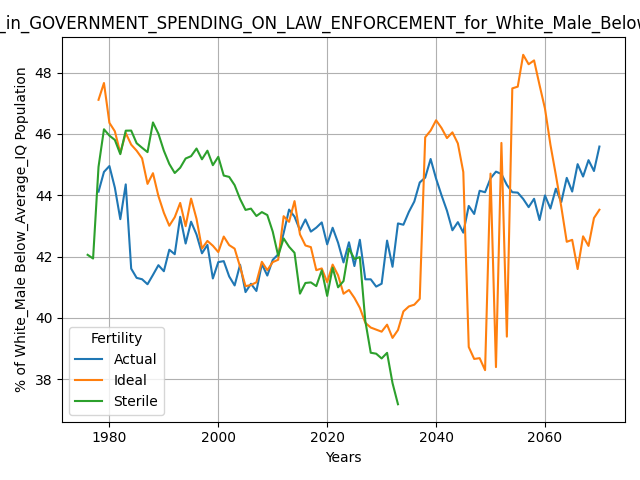 _in_GOVERNMENT_SPENDING_ON_LAW_ENFORCEMENT_for_White_Male_Below
% of White_Male Below_Average_IQ Population
48
46
44
42
40
38
Fertility
Actual
Ideal
Sterile
1980 2000 2020 2040 2060
Years